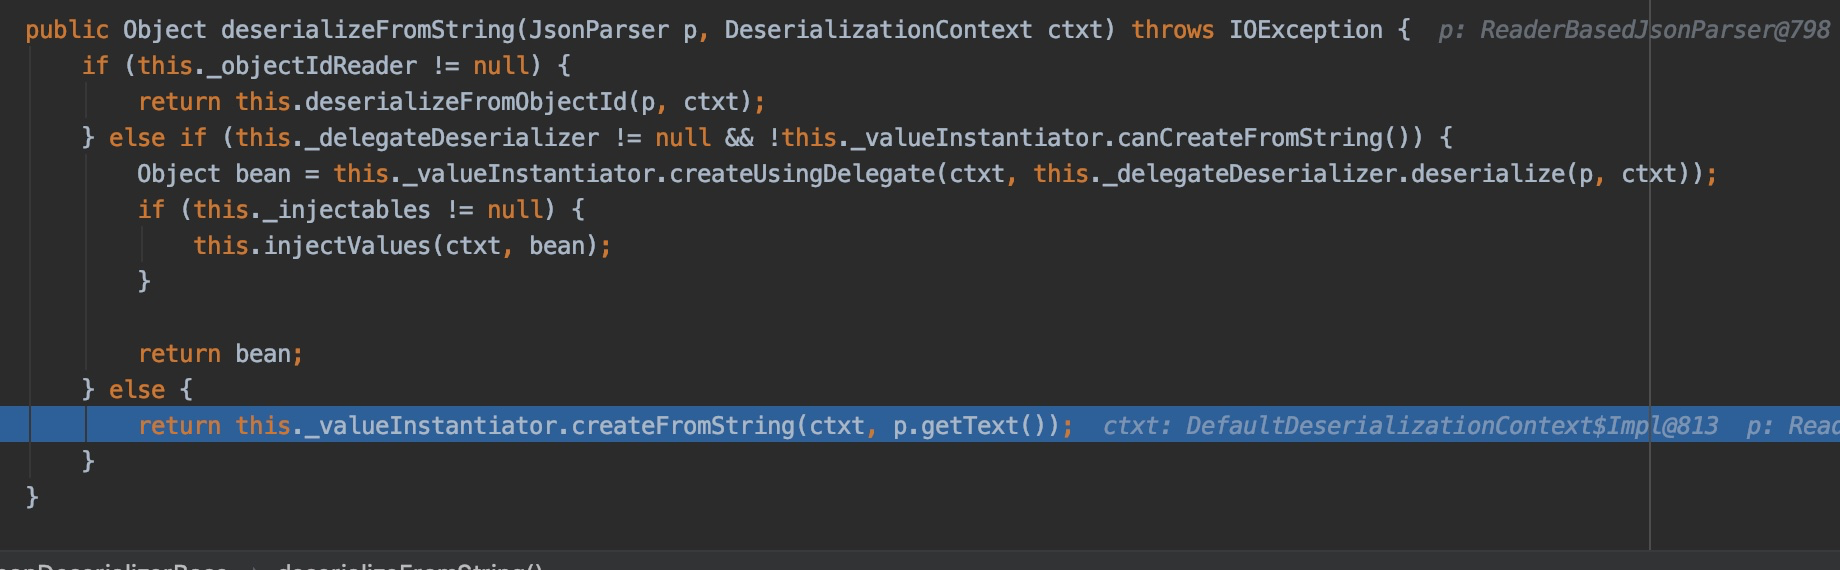 public Object deserializeFromString(JsonParser p, DeserializationContext ctxt) throws IOException {  p: ReaderBasedJsonParser@798
    if (this._objectIdReader != null) {
        return this.deserializeFromObjectId(p, ctxt);
    } else if (this._delegateDeserializer != null && !this._valueInstantiator.canCreateFromString()) {
        Object bean = this._valueInstantiator.createUsingDelegate(ctxt, this._delegateDeserializer.deserialize(p, ctxt));
        if (this._injectables != null) {
            this.injectValues(ctxt, bean);
        }
        return bean;
    } else {
        return this._valueInstantiator.createFromString(ctxt, p.getText());  ctxt: DefaultDeserializationContext$Impl@813  p: Read
    }
}
eanDeserializerBase > deserializeFromString()